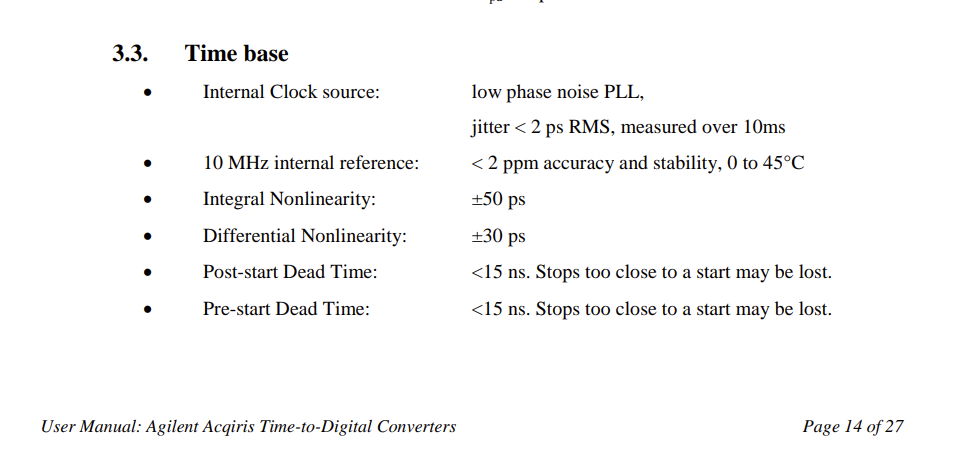 3.3. Time base
• Internal Clock source: low phase noise PLL,
jitter < 2 ps RMS, measured over 10ms
• 10 MHz internal reference: < 2 ppm accuracy and stability, 0 to 45°C
• Integral Nonlinearity: ±50 ps
• Differential Nonlinearity: ±30 ps
• Post-start Dead Time: <15 ns. Stops too close to a start may be lost.
• Pre-start Dead Time: <15 ns. Stops too close to a start may be lost.
User Manual: Agilent Acqiris Time-to-Digital Converters Page 14 of 27